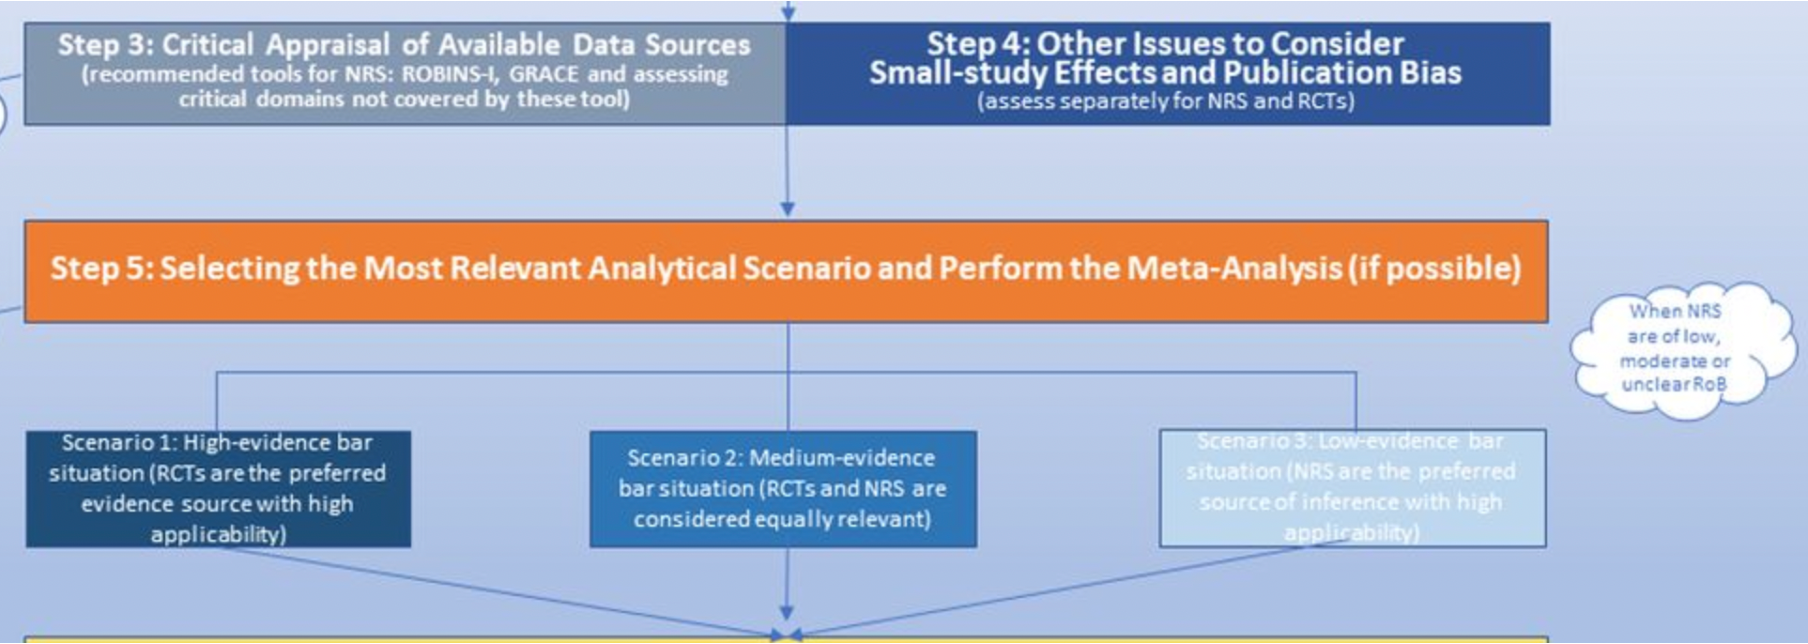 Step 3: Critical Appraisal of Available Data Sources
(recommended tools for NRS: ROBINS-I, GRACE and assessing
critical domains not covered by these tool)
Step 4: Other Issues to Consider
Small-study Effects and Publication Bias
(assess separately for NRS and RCTs)
Step 5: Selecting the Most Relevant Analytical Scenario and Perform the Meta-Analysis (if possible)
When NRS
are of low,
moderate or
unclear RoB
Scenario 1: High-evidence bar
situation (RCTs are the preferred
evidence source with high
applicability)
Scenario 2: Medium-evidence
bar situation (RCTs and NRS are
considered equally relevant)
Scenario 3: Low-evidence bar
situation (NRS are the preferred
source of inference with high
applicability)